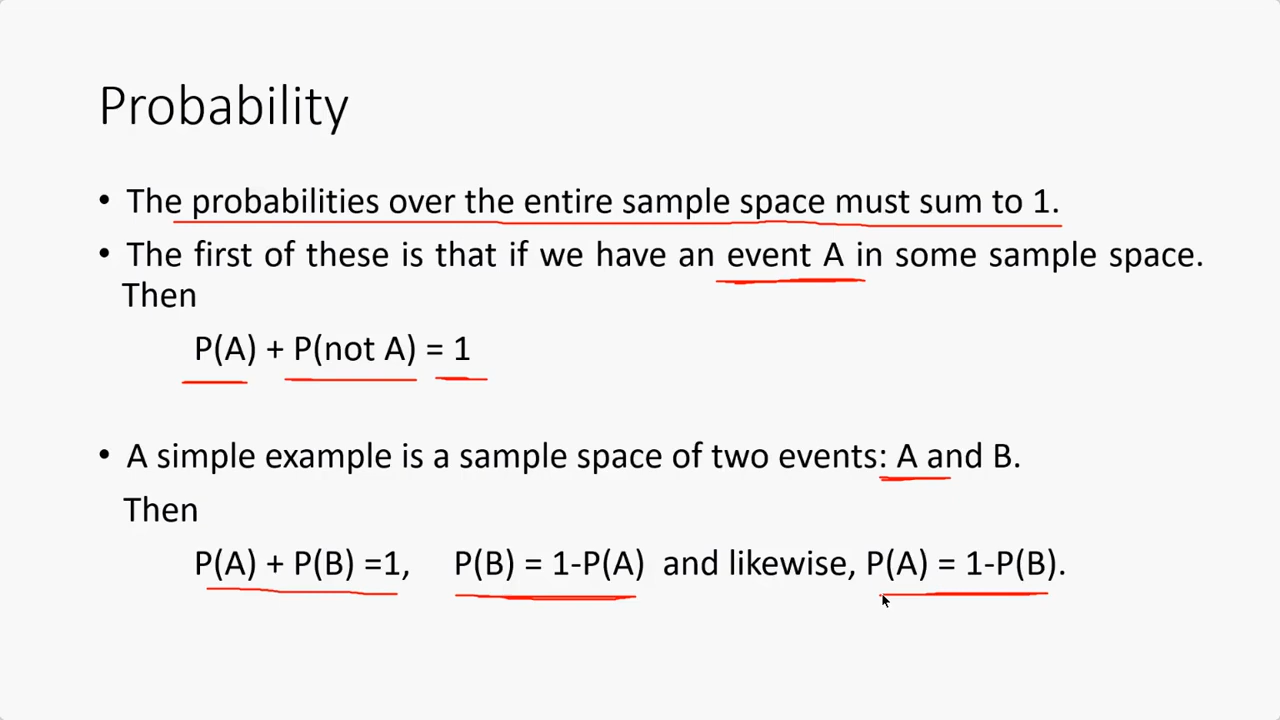 Probability
• The probabilities over the entire sample space must sum to 1.
• The first of these is that if we have an event A in some sample space.
Then
P(A) + P(not A) = 1
• A simple example is a sample space of two events: A and B.
Then
P(A) + P(B) =1, P(B) = 1-P(A) and likewise, P(A) = 1-P(B).